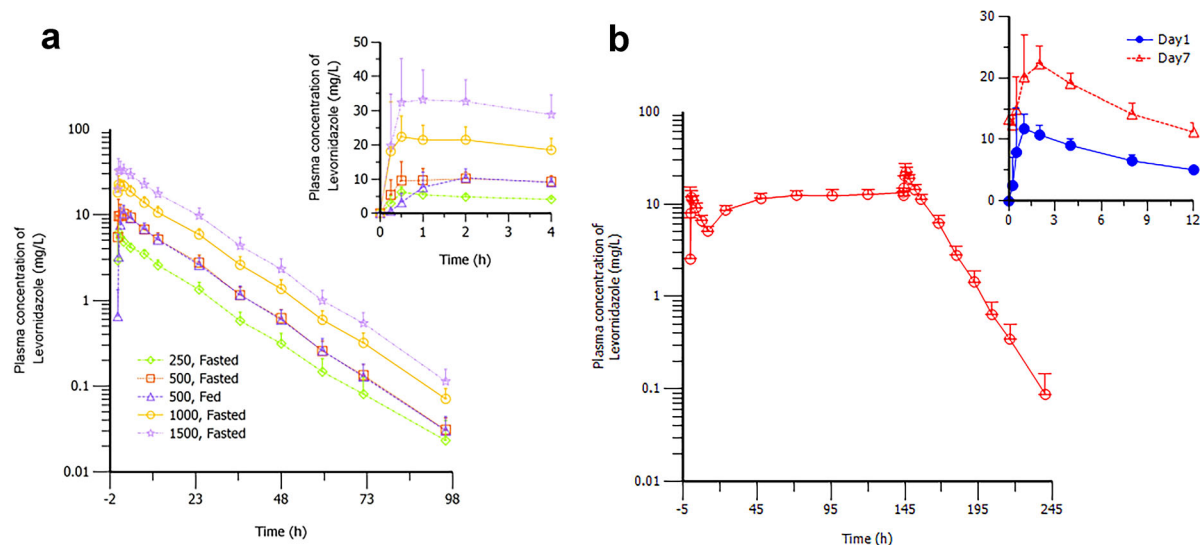 a
Plasma concentration of
Levornidazole (mg/L)
100
10
1
0.1
0.01
-2
23
48
73
98
Time (h)
250, Fasted
500, Fasted
500, Fed
1000, Fasted
1500, Fasted
Plasma concentration of
Levornidazole (mg/L)
50
40
30
20
10
0
0
1
2
3
4
Time (h)
b
Plasma concentration of
Levornidazole (mg/L)
100
10
1
0.1
0.01
-5
45
95
145
195
245
Time (h)
30
20
10
0
0
4
8
12
Day1
Day7